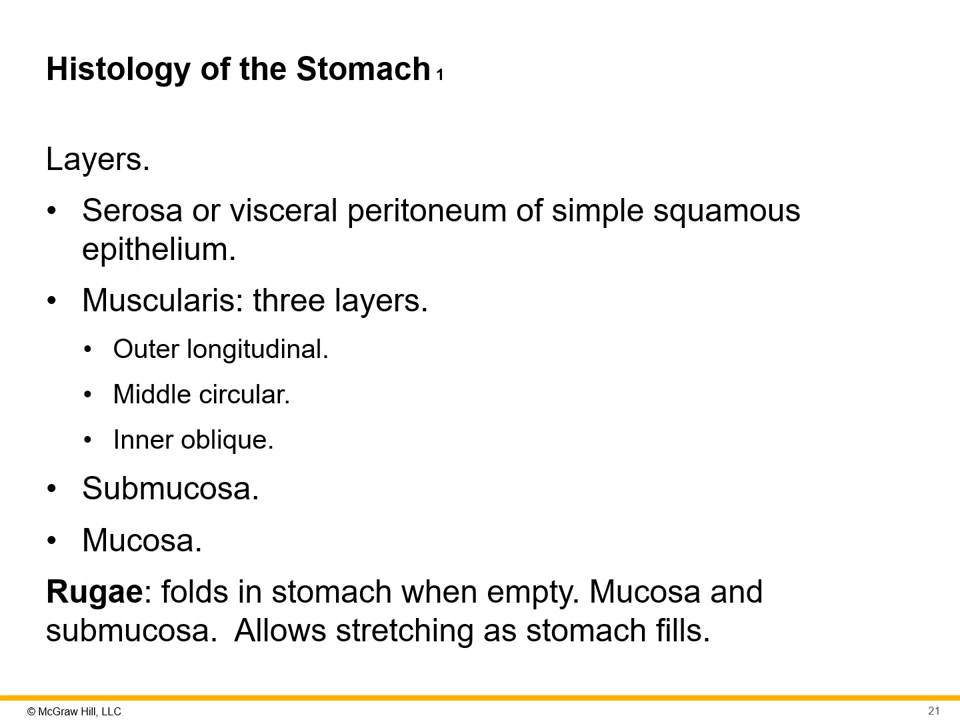 Histology of the Stomach 1
Layers.
• Serosa or visceral peritoneum of simple squamous
epithelium.
• Muscularis: three layers.
• Outer longitudinal.
• Middle circular.
• Inner oblique.
• Submucosa.
• Mucosa.
Rugae: folds in stomach when empty. Mucosa and
submucosa.  Allows stretching as stomach fills.
© McGraw Hill, LLC
21